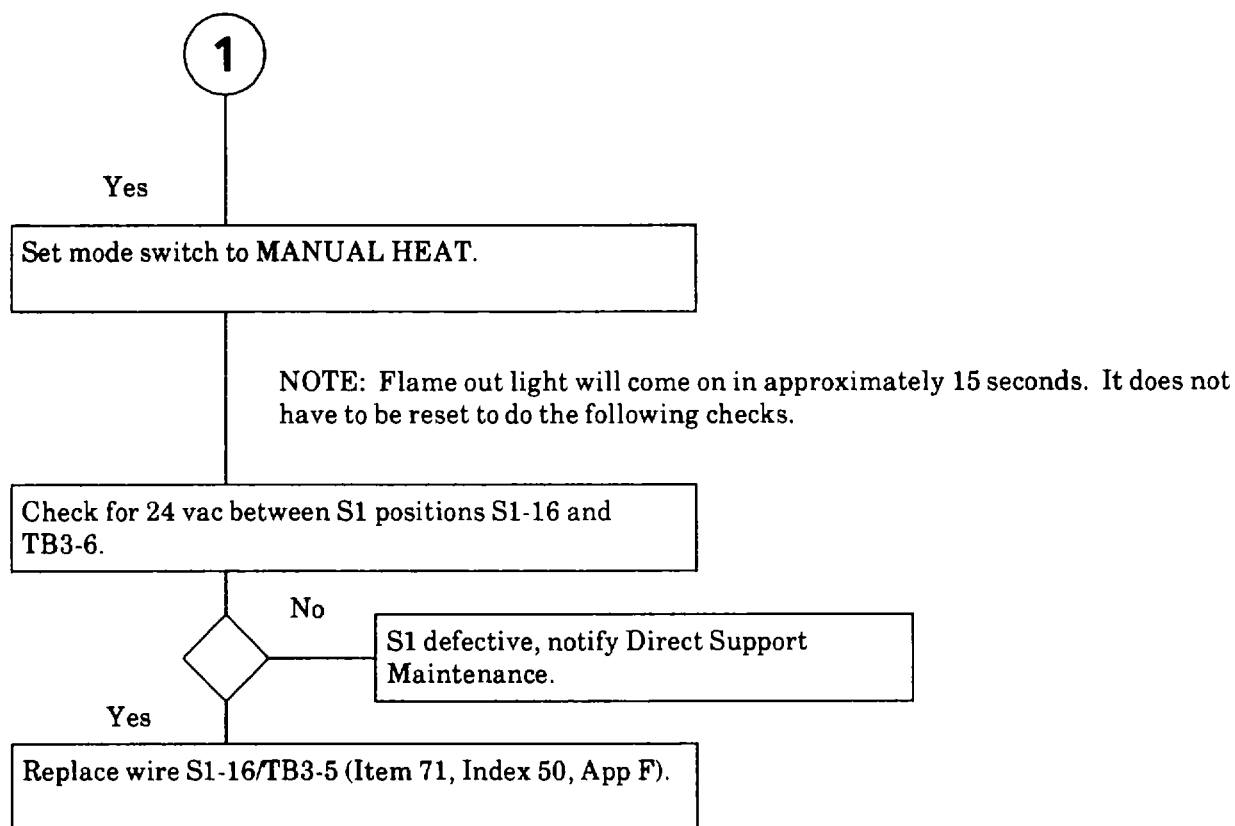 1
Yes
Set mode switch to MANUAL HEAT.
NOTE: Flame out light will come on in approximately 15 seconds. It does not
have to be reset to do the following checks.
Check for 24 vac between S1 positions S1-16 and
TB3-6.
No
S1 defective, notify Direct Support
Maintenance.
Yes
Replace wire S1-16/TB3-5 (Item 71, Index 50, App F).